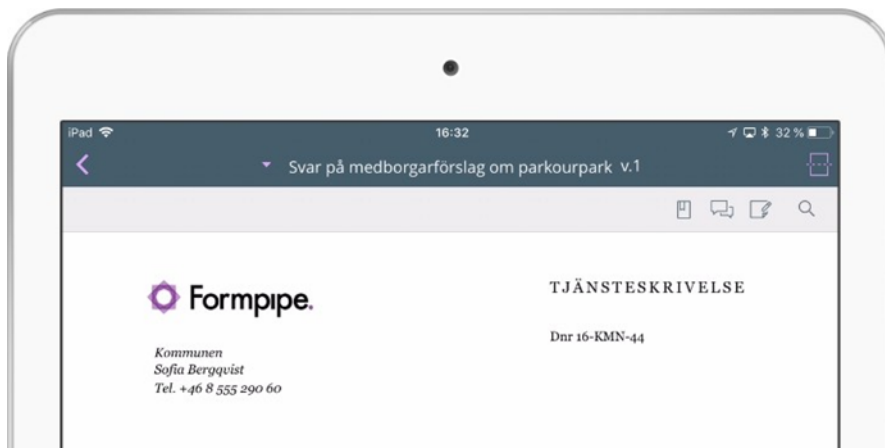 iPad 16:32 32 %
Svar på medborgarförslag om parkourpark v.1
Formpipe.
TJÄNSTESKRIVELSE
Dnr 16-KMN-44
Kommunen
Sofia Bergqvist
Tel. +46 8 555 290 60